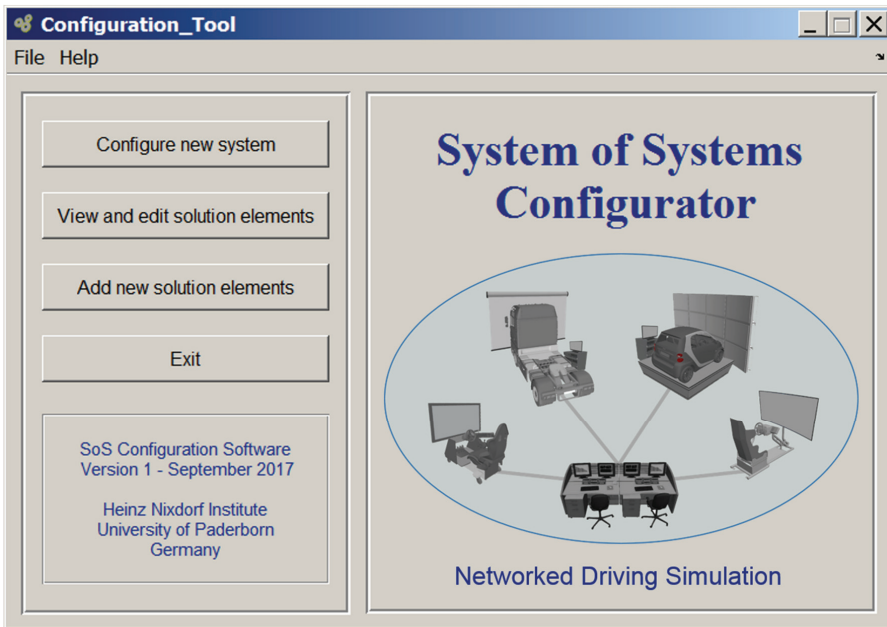 Configuration_Tool
File Help
Configure new system
View and edit solution elements
Add new solution elements
Exit
SoS Configuration Software
Version 1 - September 2017
Heinz Nixdorf Institute
University of Paderborn
Germany
System of Systems
Configurator
Networked Driving Simulation